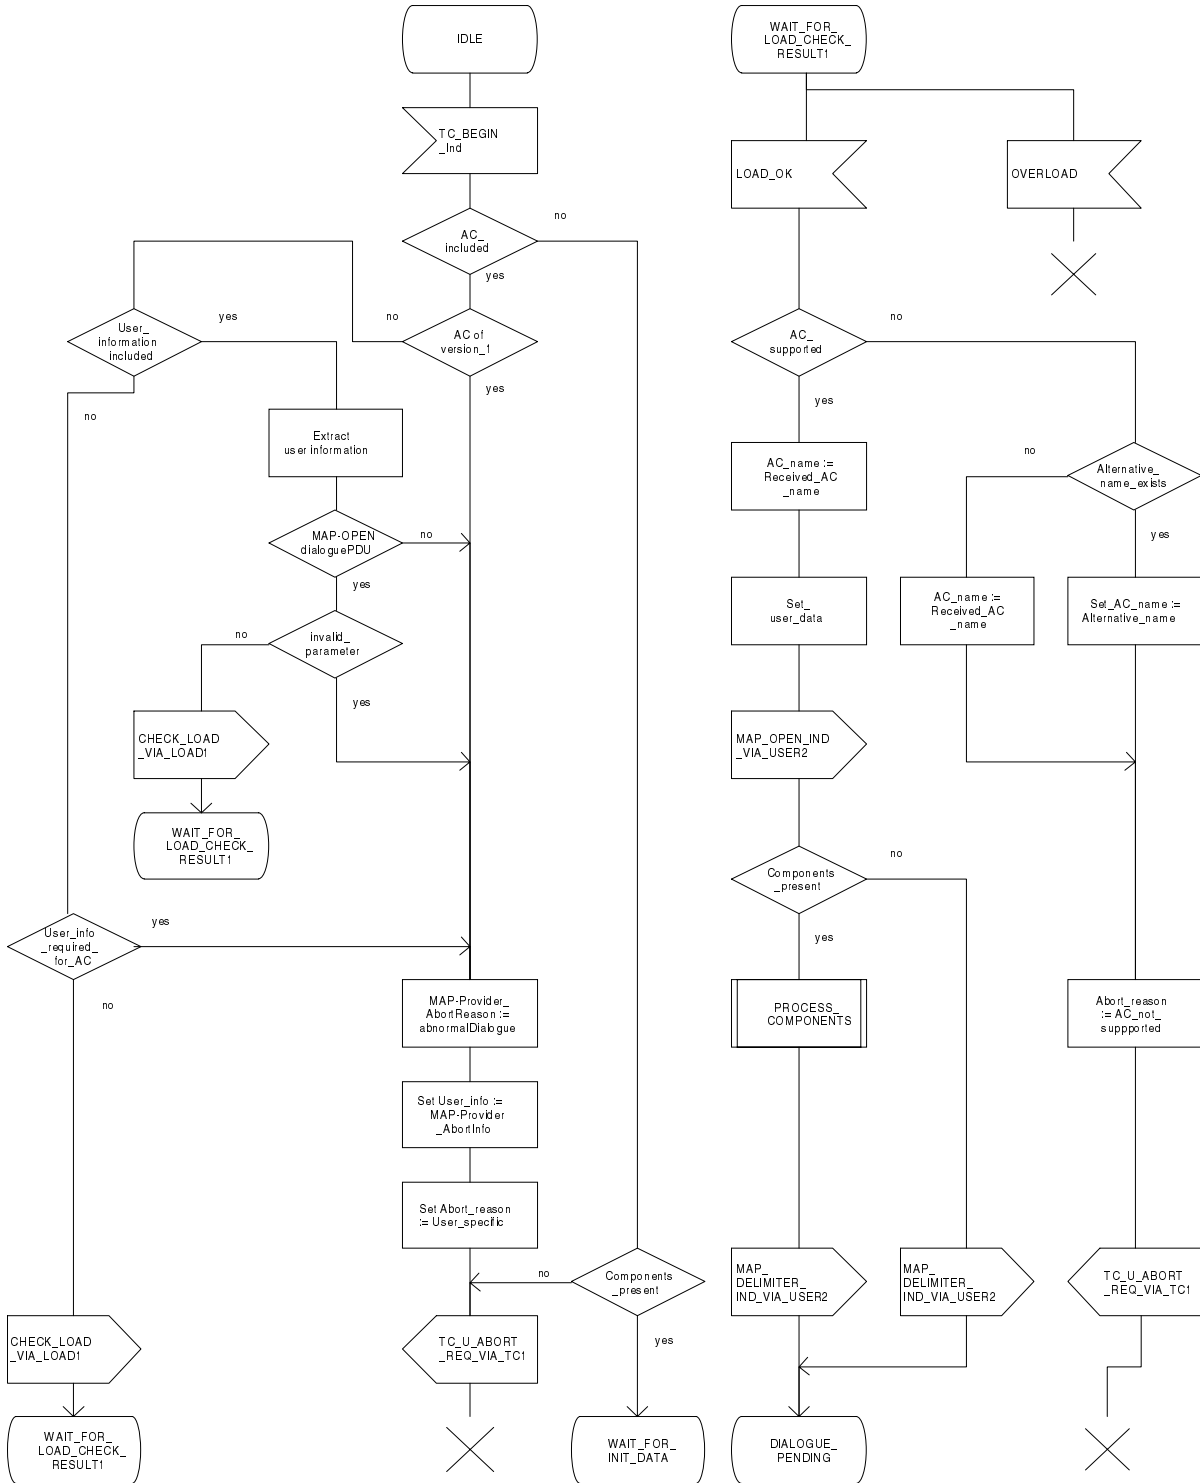 IDLE
TC_BEGIN
_Ind
AC_
included
no
yes
AC of
version_1
no
yes
User_
information
included
yes
no
Extract
user information
MAP-OPEN
dialoguePDU
no
yes
invalid_
parameter
no
yes
CHECK_LOAD
_VIA_LOAD1
WAIT_FOR_
LOAD_CHECK_
RESULT1
User_info
_required_
for_AC
yes
no
MAP-Provider_
AbortReason :=
abnormalDialogue
Set User_info :=
MAP-Provider
_AbortInfo
Set Abort_reason
:= User_specific
Components
_present
no
yes
CHECK_LOAD
_VIA_LOAD1
TC_U_ABORT
_REQ_VIA_TC1
WAIT_FOR_
LOAD_CHECK_
RESULT1
WAIT_FOR_
INIT_DATA
WAIT_FOR_
LOAD_CHECK_
RESULT1
LOAD_OK
OVERLOAD
AC_
supported
no
yes
AC_name :=
Received_AC
_name
Alternative_
name_exists
no
yes
Set_
user_data
AC_name :=
Received_AC
_name
Set_AC_name :=
Alternative_name
MAP_OPEN_IND
_VIA_USER2
Components
_present
no
yes
PROCESS_
COMPONENTS
Abort_reason
:= AC_not_
suppported
MAP_
DELIMITER_
IND_VIA_USER2
MAP_
DELIMITER_
IND_VIA_USER2
TC_U_ABORT
_REQ_VIA_TC1
DIALOGUE_
PENDING